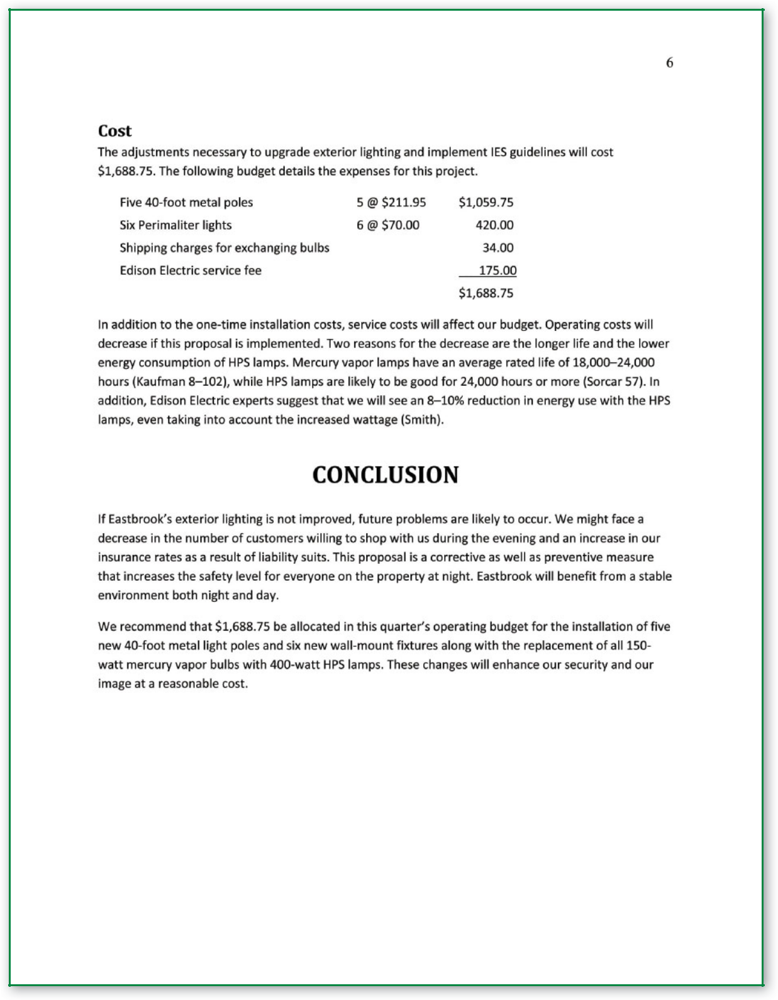 6
Cost
The adjustments necessary to upgrade exterior lighting and implement IES guidelines will cost
$1,688.75. The following budget details the expenses for this project.
Five 40-foot metal poles 5 @ $211.95 $1,059.75
Six Perimaliter lights 6 @ $70.00 420.00
Shipping charges for exchanging bulbs 34.00
Edison Electric service fee 175.00
$1,688.75
In addition to the one-time installation costs, service costs will affect our budget. Operating costs will
decrease if this proposal is implemented. Two reasons for the decrease are the longer life and the lower
energy consumption of HPS lamps. Mercury vapor lamps have an average rated life of 18,000–24,000
hours (Kaufman 8–102), while HPS lamps are likely to be good for 24,000 hours or more (Sorcar 57). In
addition, Edison Electric experts suggest that we will see an 8–10% reduction in energy use with the HPS
lamps, even taking into account the increased wattage (Smith).
CONCLUSION
If Eastbrook’s exterior lighting is not improved, future problems are likely to occur. We might face a
decrease in the number of customers willing to shop with us during the evening and an increase in our
insurance rates as a result of liability suits. This proposal is a corrective as well as preventive measure
that increases the safety level for everyone on the property at night. Eastbrook will benefit from a stable
environment both night and day.
We recommend that $1,688.75 be allocated in this quarter’s operating budget for the installation of five
new 40-foot metal light poles and six new wall-mount fixtures along with the replacement of all 150-
watt mercury vapor bulbs with 400-watt HPS lamps. These changes will enhance our security and our
image at a reasonable cost.